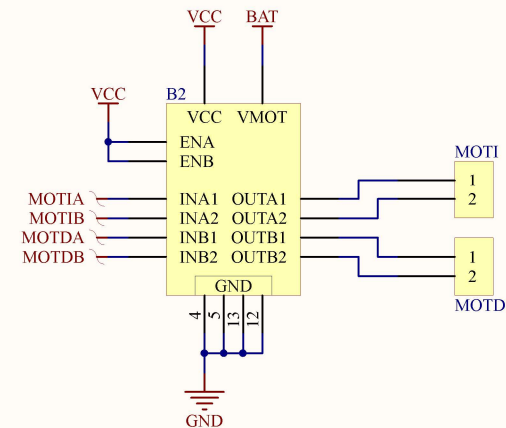 VCC BAT
VCC B2
VCC VMOT
ENA
ENB
MOTI
MOTIA INA1 OUTA1 1
MOTIB INA2 OUTA2 2
MOTDA INB1 OUTB1 1
MOTDB INB2 OUTB2 2
GND
MOTD
4 5 13 12
GND